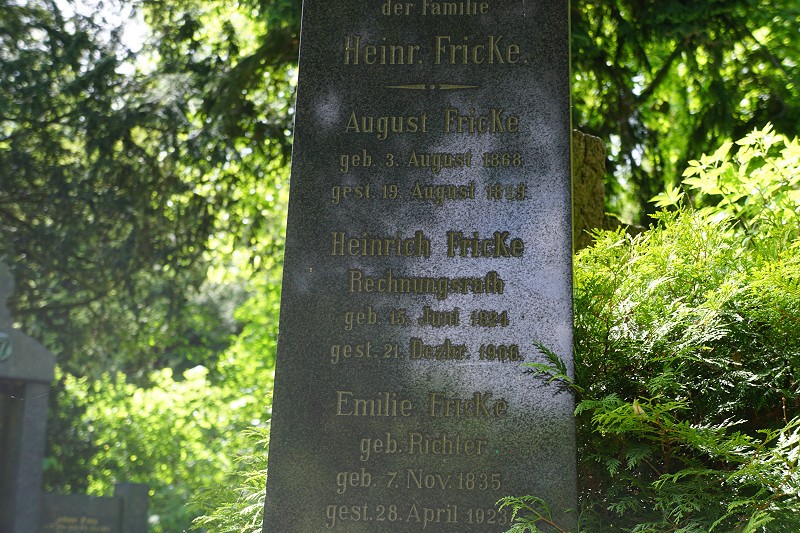 der Familie
Heinr. Fricke.
August Fricke
geb. 3. August 1868
gest. 19. August
Heinrich Fricke
Rechnungsrath
geb. 15. Juni 1824
gest. 21. Dezbr. 1906
Emilie Fricke
geb. Richter
geb. 7. Nov. 1835
gest. 28. April 1923